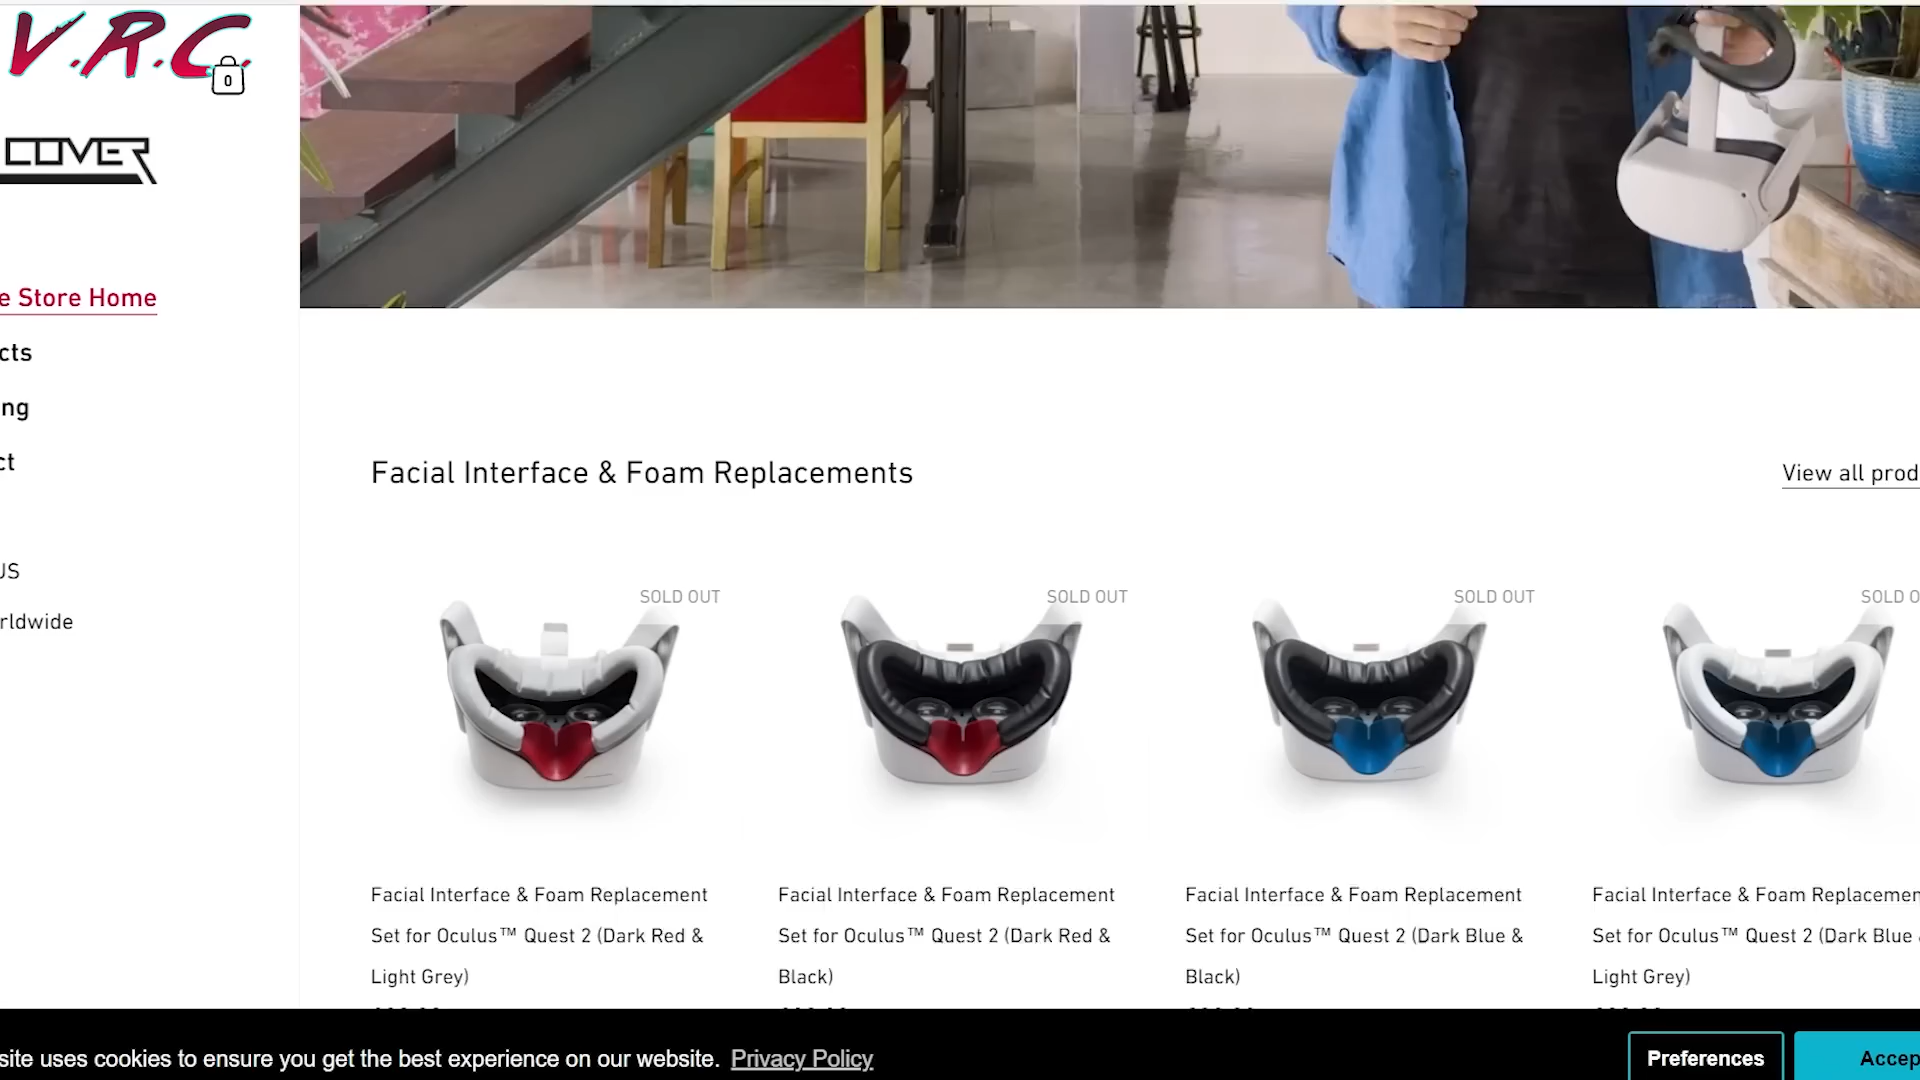 V.R.C.
0
COVER
e Store Home
cts
ng
ct
US
rldwide
Facial Interface & Foam Replacements
View all prod
SOLD OUT
SOLD OUT
SOLD OUT
SOLD O
Facial Interface & Foam Replacement
Set for Oculus™ Quest 2 (Dark Red &
Light Grey)
Facial Interface & Foam Replacement
Set for Oculus™ Quest 2 (Dark Red &
Black)
Facial Interface & Foam Replacement
Set for Oculus™ Quest 2 (Dark Blue &
Black)
Facial Interface & Foam Replacemen
Set for Oculus™ Quest 2 (Dark Blue &
Light Grey)
site uses cookies to ensure you get the best experience on our website. Privacy Policy
Preferences
Accep